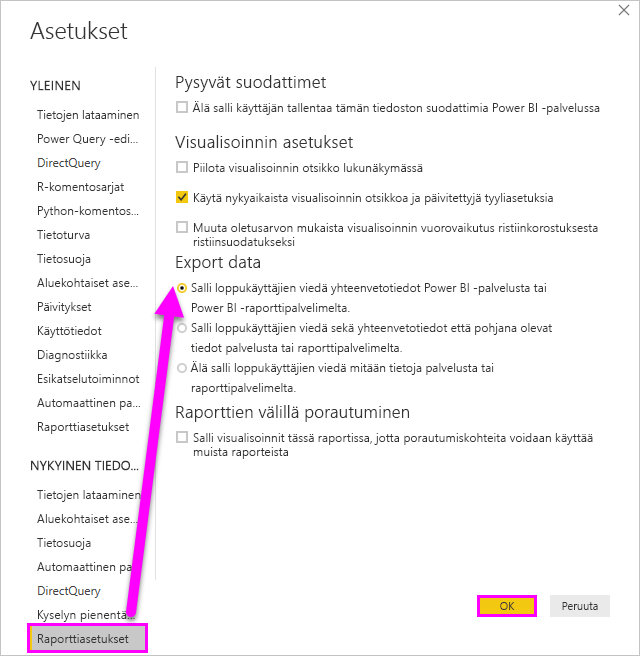 Asetukset
YLEINEN
Tietojen lataaminen
Power Query -edi...
DirectQuery
R-komentosarjat
Python-komentos...
Tietoturva
Tietosuoja
Aluekohtaiset ase...
Päivitykset
Käyttötiedot
Diagnostiikka
Esikatselutoiminnot
Automaattinen pa...
Raporttiasetukset
NYKYINEN TIEDO...
Tietojen lataaminen
Aluekohtaiset ase...
Tietosuoja
Automaattinen pa...
DirectQuery
Kyselyn pienentä...
Raporttiasetukset
Pysyvät suodattimet
Älä salli käyttäjän tallentaa tämän tiedoston suodattimia Power BI -palvelussa
Visualisoinnin asetukset
Piilota visualisoinnin otsikko lukunäkymässä
Käytä nykyaikaista visualisoinnin otsikkoa ja päivitettyjä tyyliasetuksia
Muuta oletusarvon mukaista visualisoinnin vuorovaikutus ristiinkorostuksesta
ristiinsuodatukseksi
Export data
Salli loppukäyttäjien viedä yhteenvetotiedot Power BI -palvelusta tai
Power BI -raporttipalvelimelta.
Salli loppukäyttäjien viedä sekä yhteenvetotiedot että pohjana olevat
tiedot palvelusta tai raporttipalvelimelta.
Älä salli loppukäyttäjien viedä mitään tietoja palvelusta tai
raporttipalvelimelta.
Raporttien välillä porautuminen
Salli visualisoinnit tässä raportissa, jotta porautumiskohteita voidaan käyttää
muista raporteista
OK
Peruuta